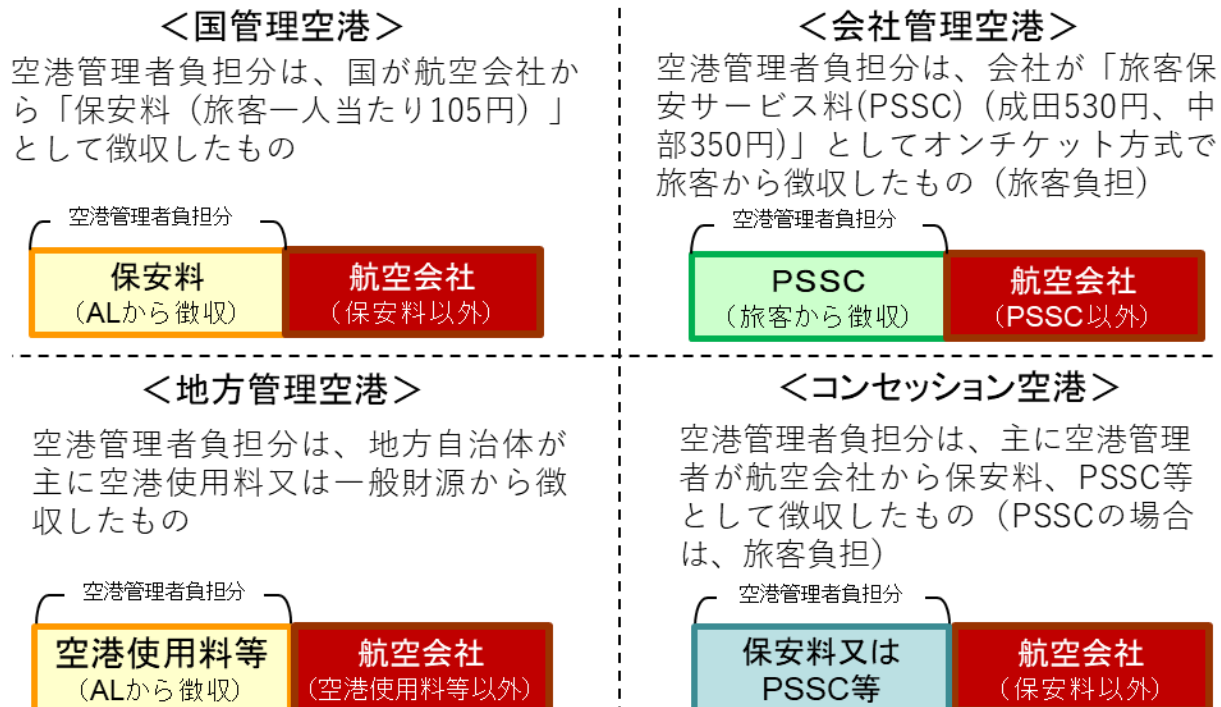 ＜国管理空港＞
空港管理者負担分は、国が航空会社か
ら「保安料（旅客一人当たり105円）」
として徴収したもの
空港管理者負担分
保安料
（ALから徴収）
航空会社
（保安料以外）
＜会社管理空港＞
空港管理者負担分は、会社が「旅客保
安サービス料(PSSC)（成田530円、中
部350円)」としてオンチケット方式で
旅客から徴収したもの（旅客負担）
空港管理者負担分
PSSC
（旅客から徴収）
航空会社
（PSSC以外）
＜地方管理空港＞
空港管理者負担分は、地方自治体が
主に空港使用料又は一般財源から徴
収したもの
空港管理者負担分
空港使用料等
（ALから徴収）
航空会社
（空港使用料等以外）
＜コンセッション空港＞
空港管理者負担分は、主に空港管理
者が航空会社から保安料、PSSC等
として徴収したもの（PSSCの場合
は、旅客負担）
空港管理者負担分
保安料又は
PSSC等
航空会社
（保安料以外）